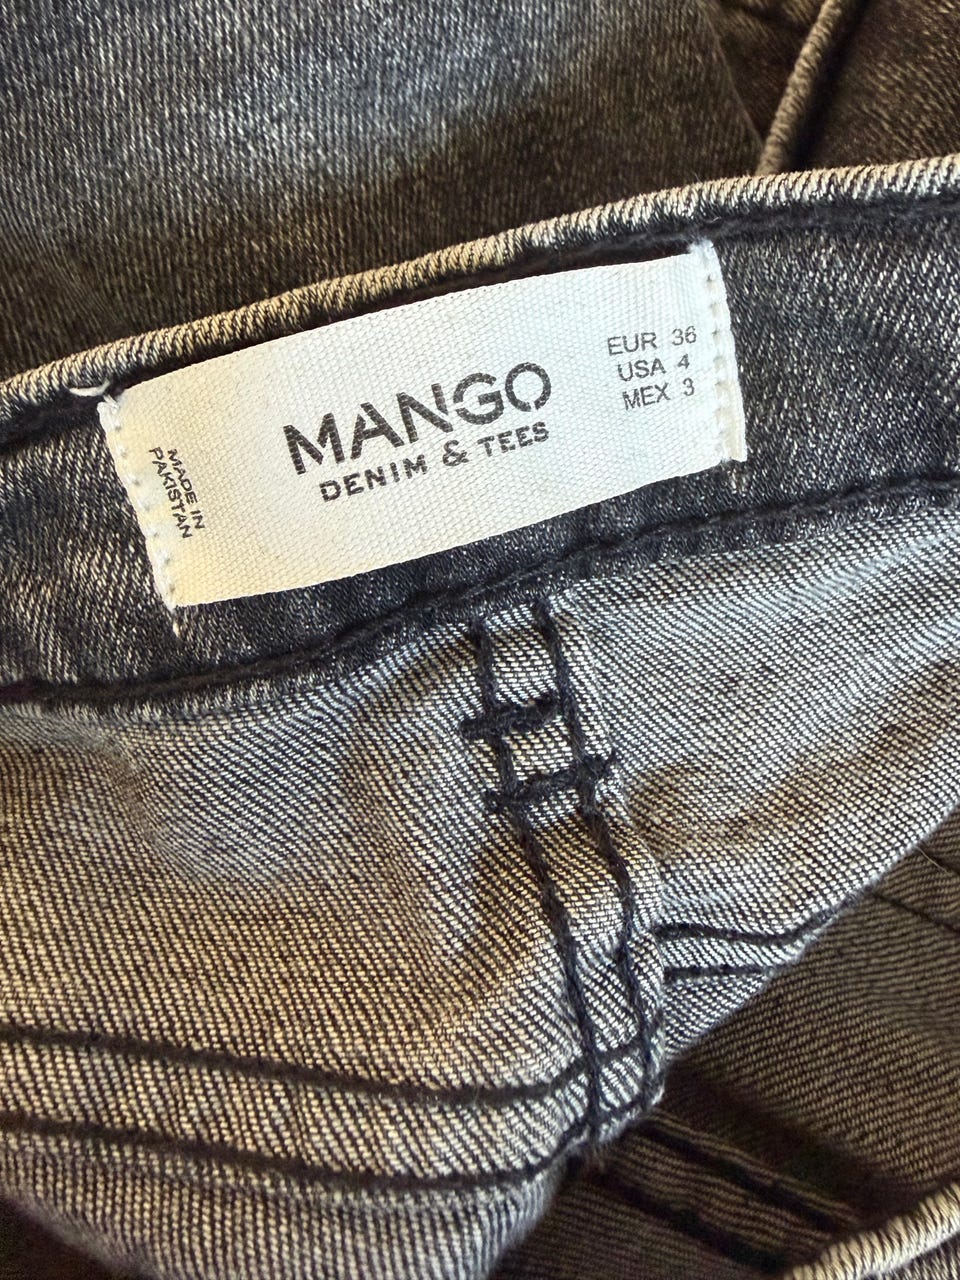 MANGO
DENIM & TEES
EUR 36
USA 4
MEX 3
MADE IN
PAKISTAN